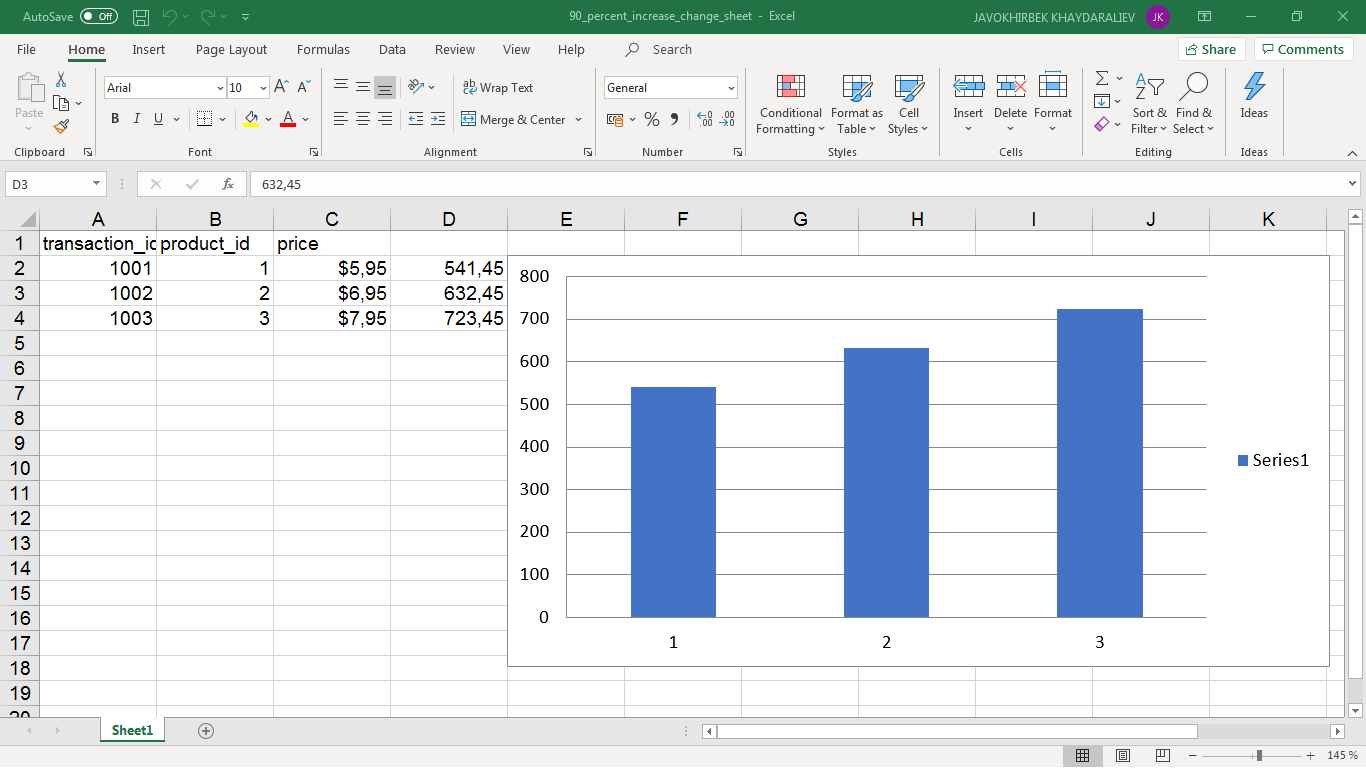 AutoSave Off 90_percent_increase_change_sheet - Excel JAVOKHIRBEK KHAYDARALIEV JK
File Home Insert Page Layout Formulas Data Review View Help Search Share Comments
Paste Arial 10 A A ab Wrap Text General Conditional Formatting Format as Table Cell Styles Insert Delete Format Sort & Filter Find & Select Ideas
B I U A Merge & Center % ,
Clipboard Font Alignment Number Styles Cells Editing Ideas
D3 fx 632,45
A B C D E F G H I J K
1 transaction_ic product_id price
2 1001 1 $5,95 541,45
3 1002 2 $6,95 632,45
4 1003 3 $7,95 723,45
5
6
7
8
9
10
11
12
13
14
15
16
17
18
19
20
800
700
600
500
400
300
200
100
0
1 2 3
Series1
Sheet1
145 %